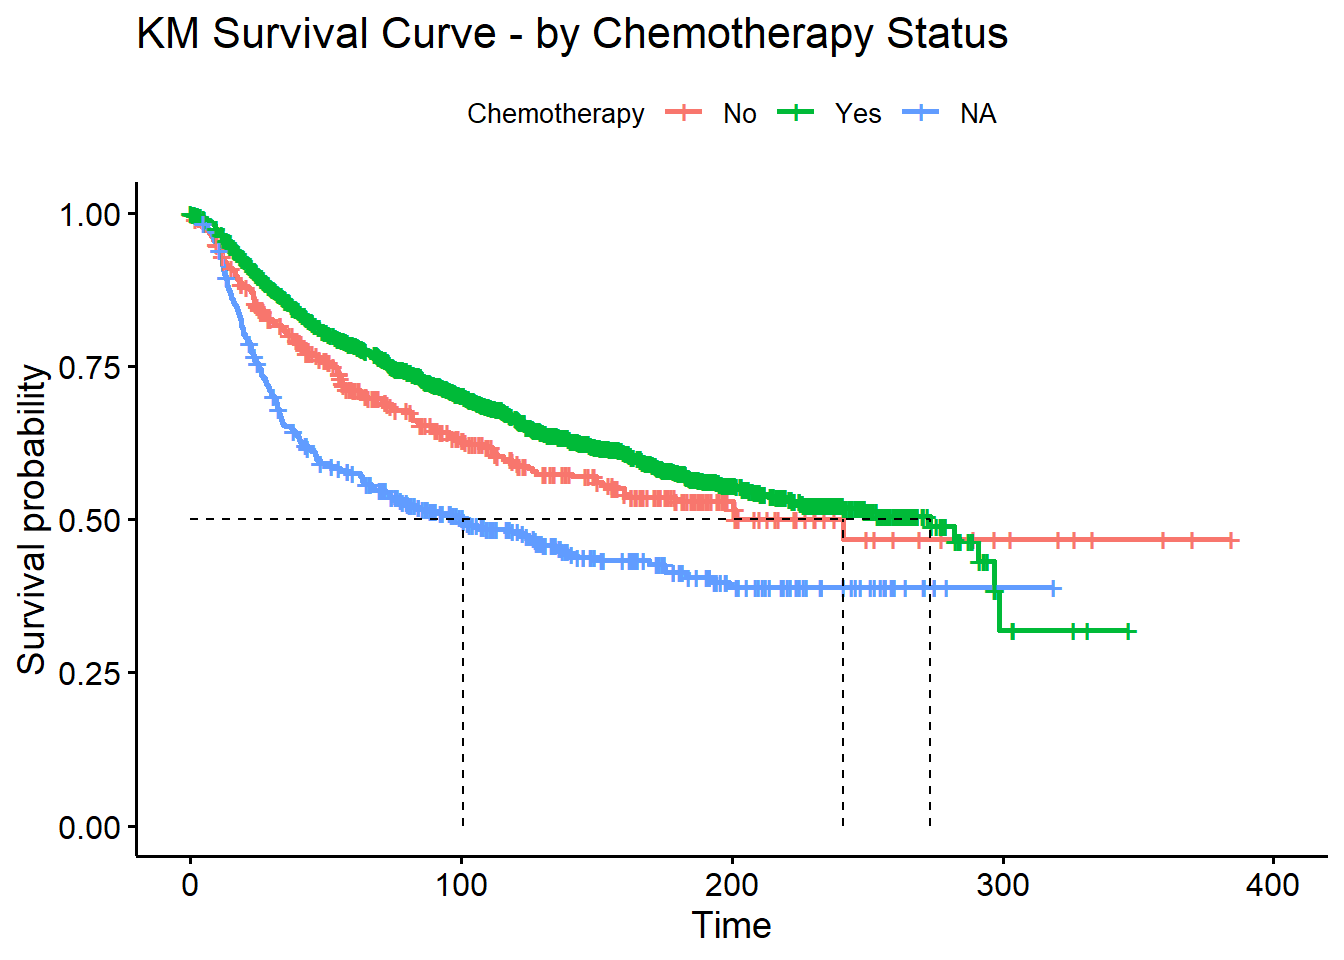 KM Survival Curve - by Chemotherapy Status
Chemotherapy No Yes NA
1.00
0.75
0.50
0.25
0.00
Survival probability
0 100 200 300 400
Time